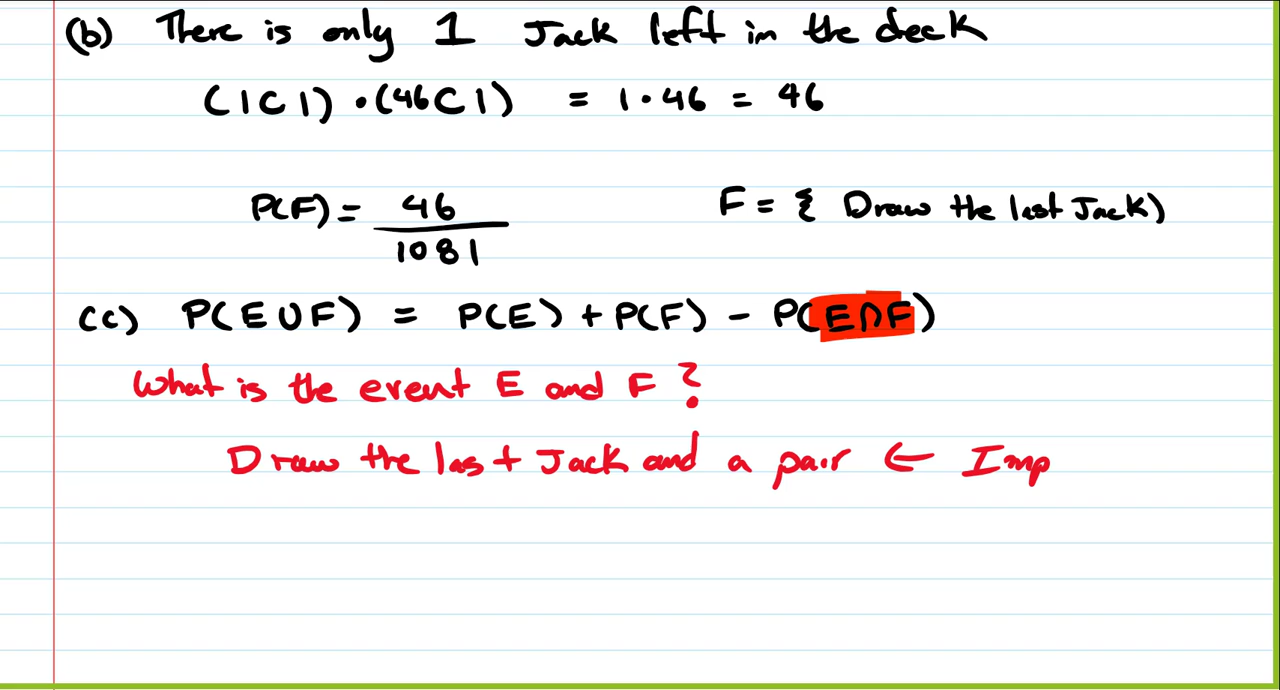 (b) There is only 1 Jack left in the deck
(1C1) • (46C1) = 1 • 46 = 46
P(F) = 46/1081 F = { Draw the last Jack)
(c) P(E ∪ F) = P(E) + P(F) - P(E ∩ F)
What is the event E and F ?
Draw the last Jack and a pair ← Imp